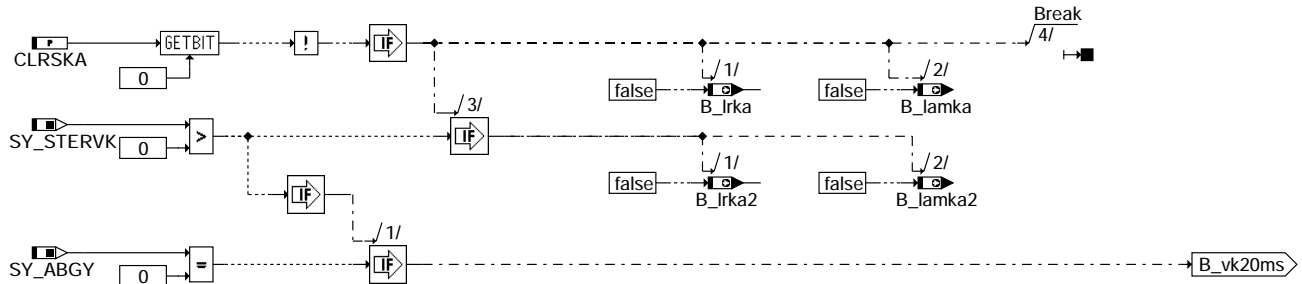 Break
4/
P
GETBIT
!
IF
CLRSKA
0
/1/
/2/
false
false
B_lrka
B_lamka
/3/
SY_STERVK
0
>
IF
/1/
/2/
false
false
B_lrka2
B_lamka2
IF
/1/
SY_ABGY
0
=
IF
B_vk20ms